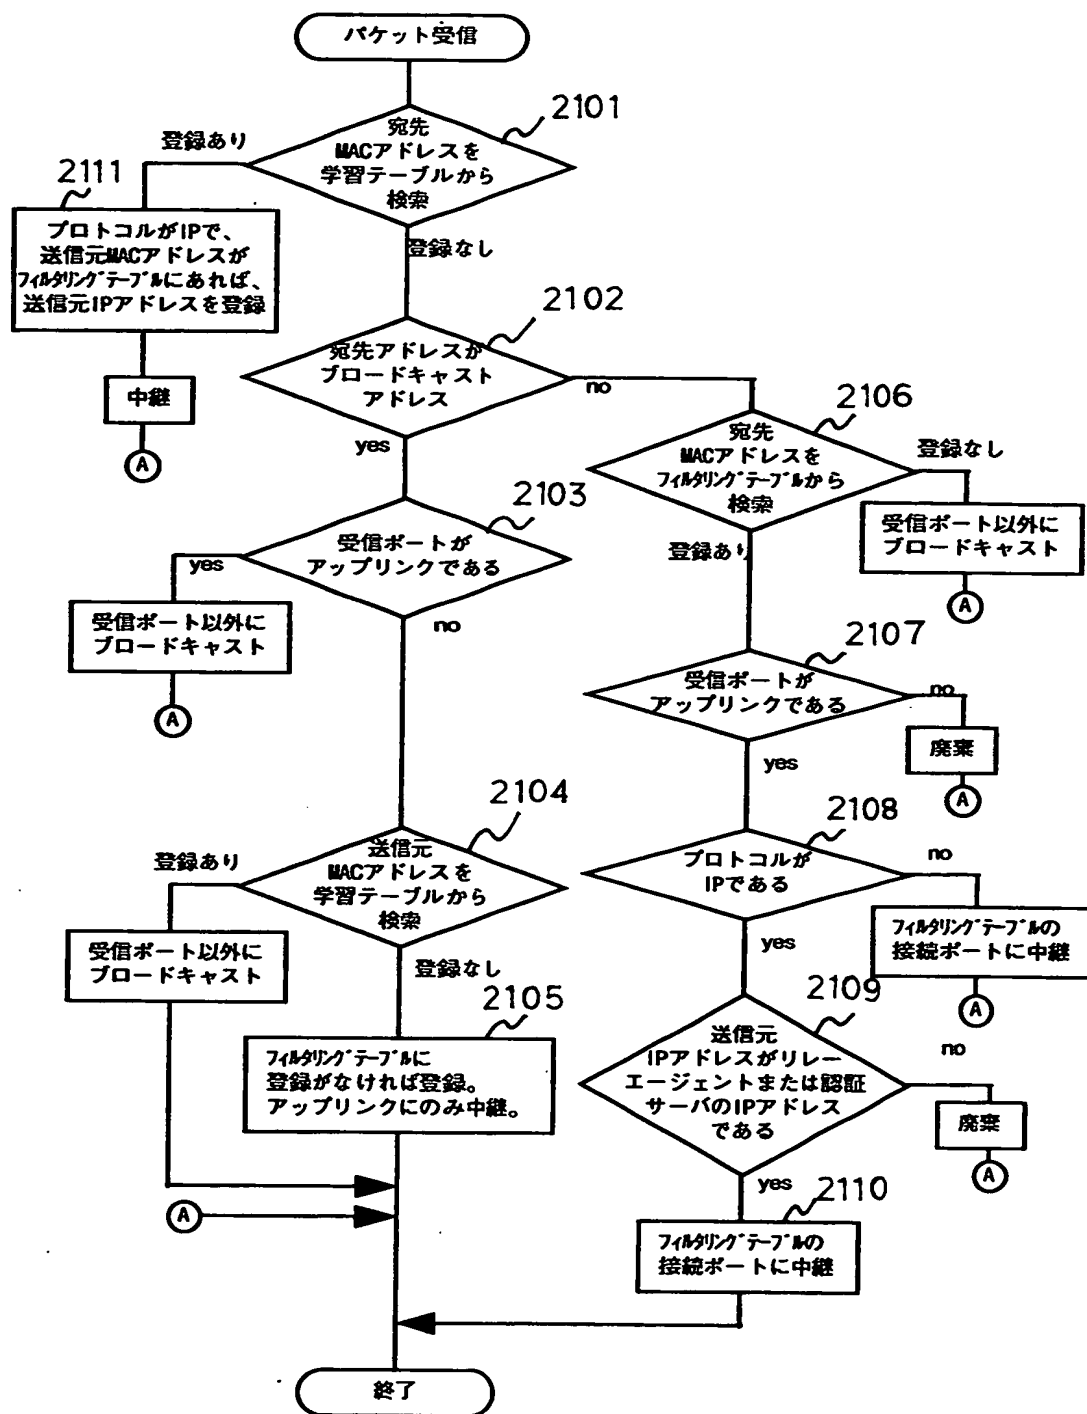 パケット受信
2101
宛先
MACアドレスを
学習テーブルから
検索
登録あり
2111
プロトコルがIPで、
送信元MACアドレスが
フィルタリングテーブルにあれば、
送信元IPアドレスを登録
中継
A
登録なし
2102
宛先アドレスが
ブロードキャスト
アドレス
no
yes
2106
宛先
MACアドレスを
フィルタリングテーブルから
検索
登録なし
受信ポート以外に
ブロードキャスト
A
登録あり
2103
受信ポートが
アップリンクである
yes
受信ポート以外に
ブロードキャスト
A
no
2107
受信ポートが
アップリンクである
no
廃棄
A
yes
2104
送信元
MACアドレスを
学習テーブルから
検索
登録あり
受信ポート以外に
ブロードキャスト
登録なし
2108
プロトコルが
IPである
no
フィルタリングテーブルの
接続ポートに中継
A
yes
2105
フィルタリングテーブルに
登録がなければ登録。
アップリンクにのみ中継。
2109
送信元
IPアドレスがリレー
エージェントまたは認証
サーバのIPアドレス
である
no
廃棄
A
yes
A
2110
フィルタリングテーブルの
接続ポートに中継
終了